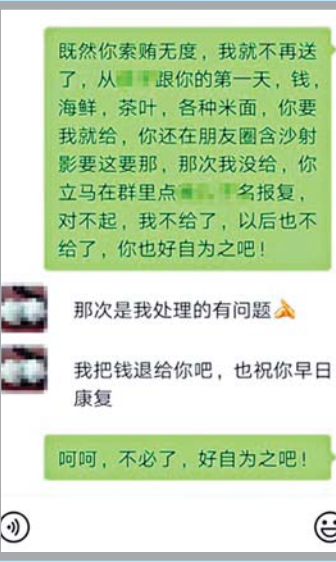 既然你索贿无度，我就不再送
了，从跟你的第一天，钱，
海鲜，茶叶，各种米面，你要
我就给，你还在朋友圈含沙射
影要这要那，那次我没给，你
立马在群里点名报复，
对不起，我不给了，以后也不
给了，你也好自为之吧！
那次是我处理的有问题
我把钱退给你吧，也祝你早日
康复
呵呵，不必了，好自为之吧！